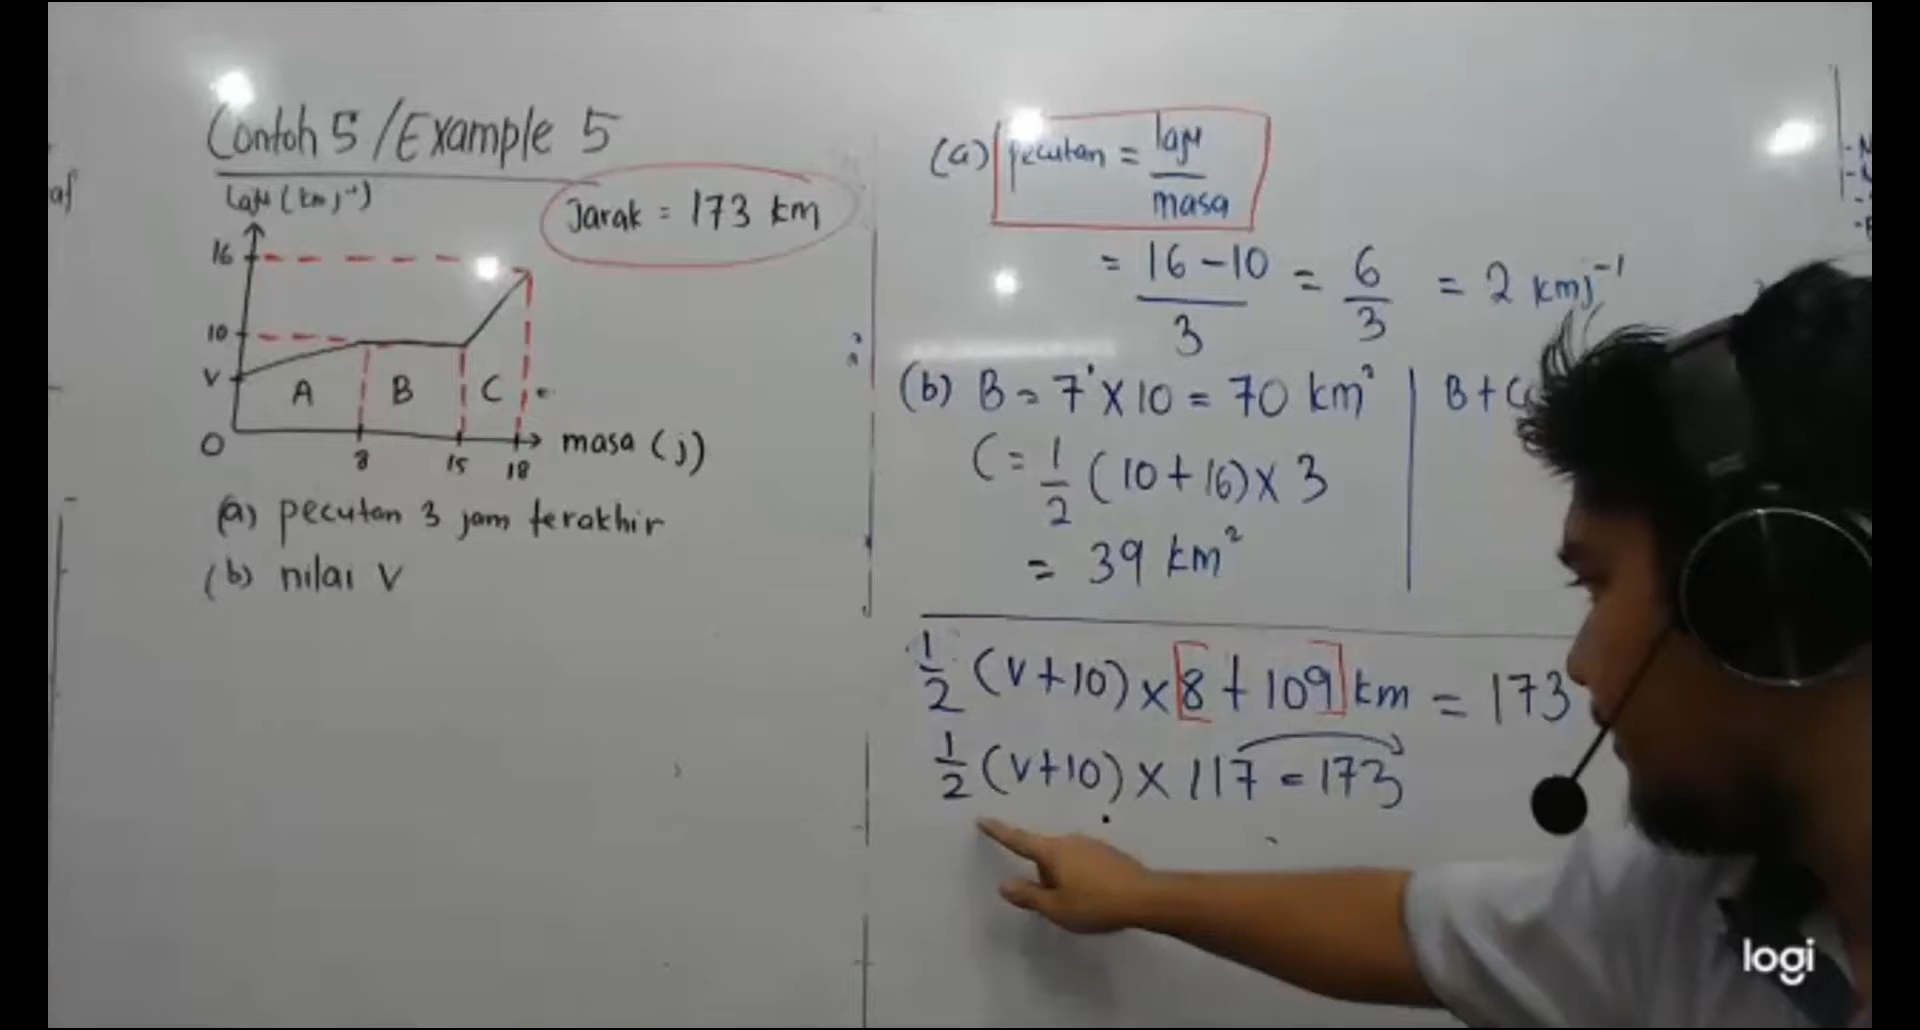 Contoh 5 / Example 5
Laju (km j⁻¹)
Jarak = 173 km
16
10
V
A B C
O
8 15 18
masa (j)
(a) pecutan 3 jam terakhir
(b) nilai V
(a) pecutan = laju / masa
= 16 - 10 / 3 = 6 / 3 = 2 kmj⁻¹
(b) B = 7 × 10 = 70 km²
B + C
C = 1/2 (10 + 16) × 3
= 39 km²
1/2 (V + 10) × [8 + 109] km = 173
1/2 (V + 10) × 117 = 173
logi